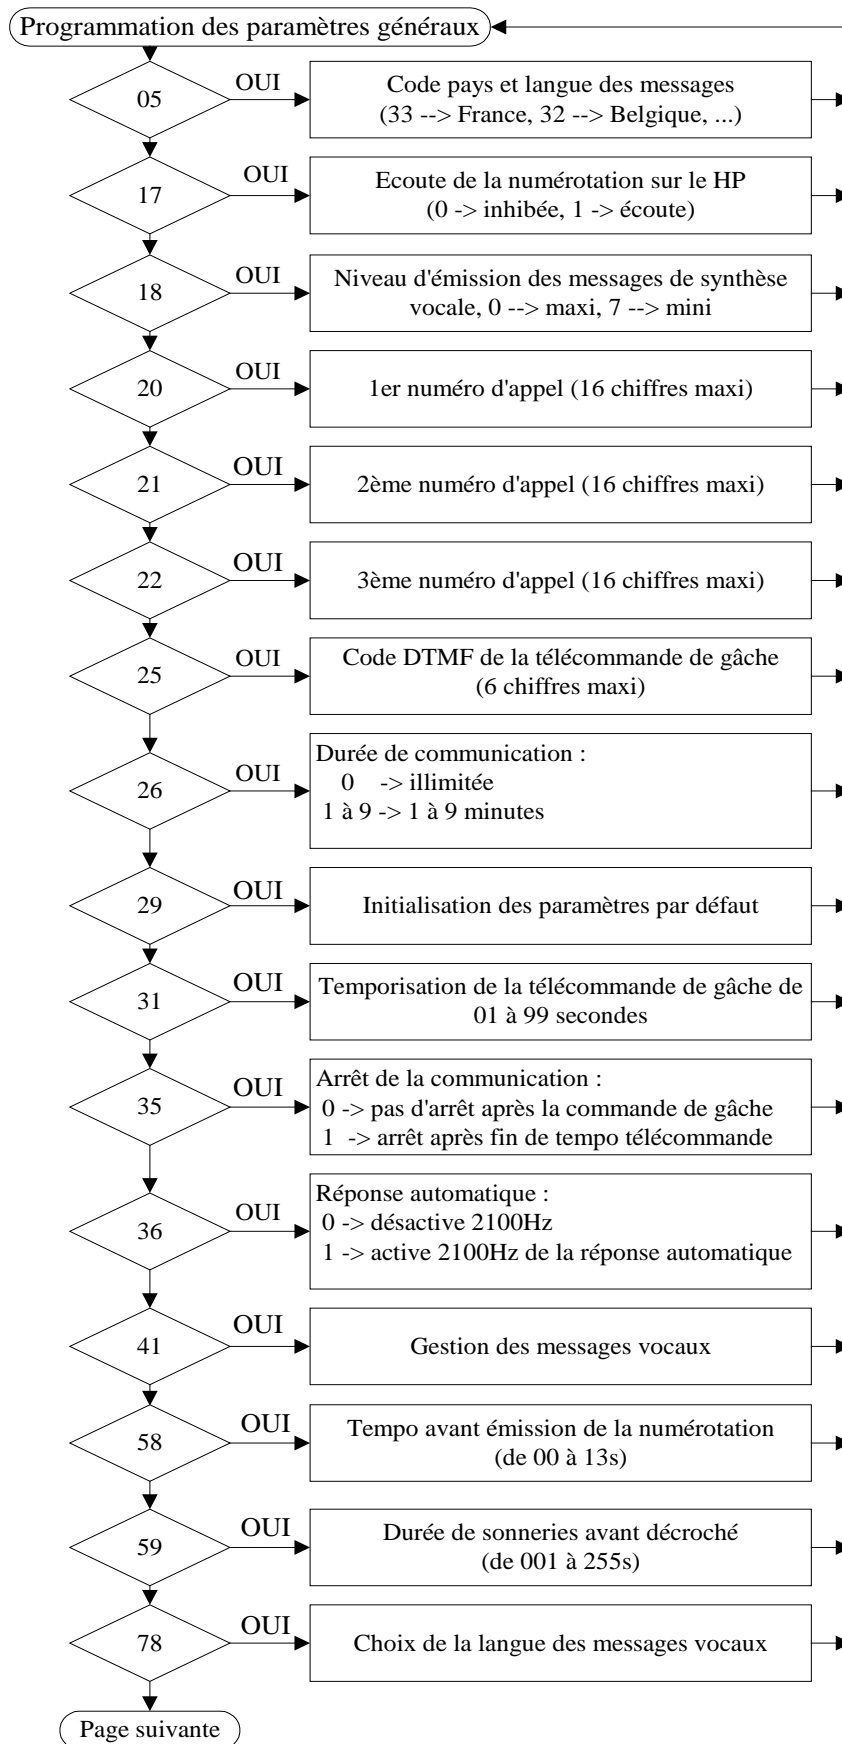 Programmation des paramètres généraux
05
OUI
Code pays et langue des messages
(33 --> France, 32 --> Belgique, ...)
17
OUI
Ecoute de la numérotation sur le HP
(0 -> inhibée, 1 -> écoute)
18
OUI
Niveau d'émission des messages de synthèse
vocale, 0 --> maxi, 7 --> mini
20
OUI
1er numéro d'appel (16 chiffres maxi)
21
OUI
2ème numéro d'appel (16 chiffres maxi)
22
OUI
3ème numéro d'appel (16 chiffres maxi)
25
OUI
Code DTMF de la télécommande de gâche
(6 chiffres maxi)
26
OUI
Durée de communication :
0 -> illimitée
1 à 9 -> 1 à 9 minutes
29
OUI
Initialisation des paramètres par défaut
31
OUI
Temporisation de la télécommande de gâche de
01 à 99 secondes
35
OUI
Arrêt de la communication :
0 -> pas d'arrêt après la commande de gâche
1 -> arrêt après fin de tempo télécommande
36
OUI
Réponse automatique :
0 -> désactive 2100Hz
1 -> active 2100Hz de la réponse automatique
41
OUI
Gestion des messages vocaux
58
OUI
Tempo avant émission de la numérotation
(de 00 à 13s)
59
OUI
Durée de sonneries avant décroché
(de 001 à 255s)
78
OUI
Choix de la langue des messages vocaux
Page suivante